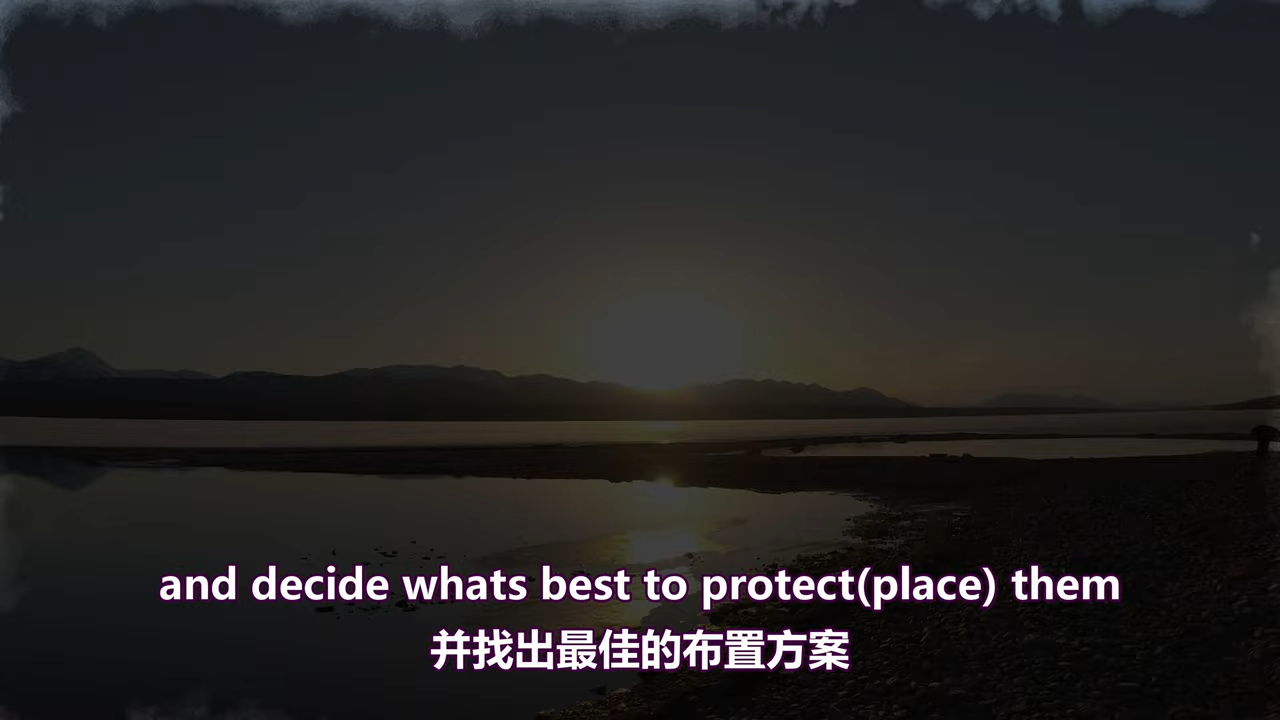 and decide whats best to protect(place) them
并找出最佳的布置方案